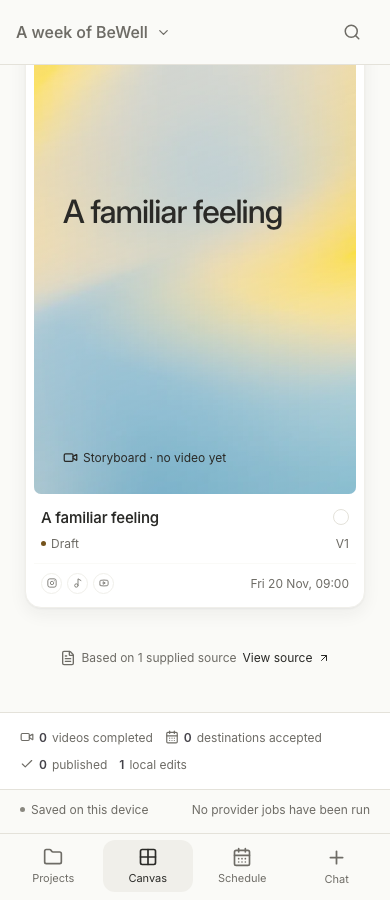 A week of BeWell
A familiar feeling
Storyboard · no video yet
A familiar feeling
Draft V1
Fri 20 Nov, 09:00
Based on 1 supplied source View source
0 videos completed 0 destinations accepted
0 published 1 local edits
Saved on this device No provider jobs have been run
Projects Canvas Schedule Chat